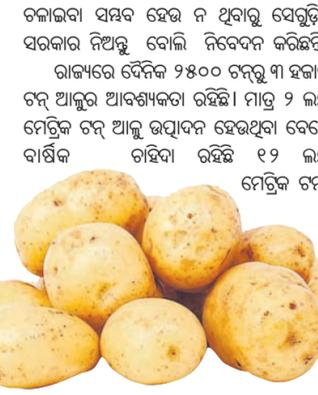 ଚଳାଇବା ସମ୍ଭବ ହେଉ ନ ଥିବାରୁ ସେଗୁଡ଼ି
ସରକାର ନିଅନ୍ତୁ ବୋଲି ନିବେଦନ କରିଛନ୍ତି
ରାଜ୍ୟରେ ଦୈନିକ ୨୫୦୦ ଟନ୍‌ରୁ ୩ ହଜା
ଟନ୍ ଆଳୁର ଆବଶ୍ୟକତା ରହିଛି। ମାତ୍ର ୨ ଲ
ମେଟ୍ରିକ ଟନ୍ ଆଳୁ ଉତ୍ପାଦନ ହେଉଥିବା ବେଳେ
ବାର୍ଷିକ ଚାହିଦା ରହିଛି ୧୨ ଲ
ମେଟ୍ରିକ ଟନ୍